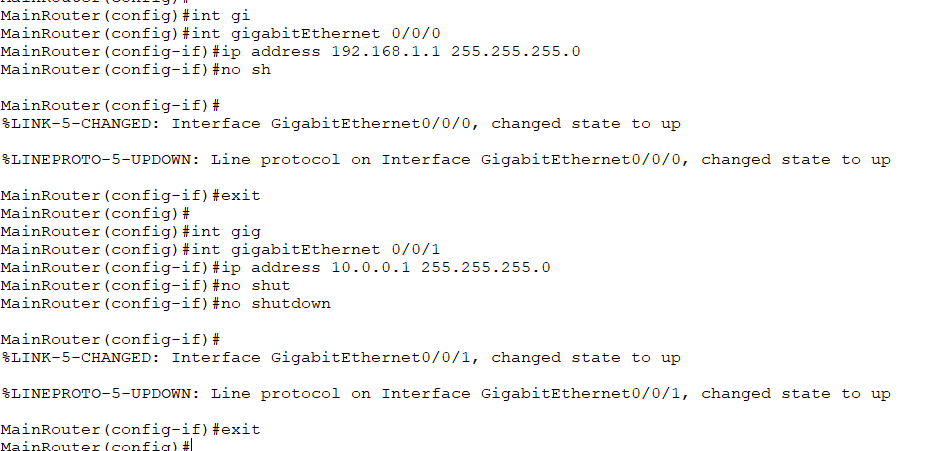 MainRouter(config)#
MainRouter(config)#int gi
MainRouter(config)#int gigabitEthernet 0/0/0
MainRouter(config-if)#ip address 192.168.1.1 255.255.255.0
MainRouter(config-if)#no sh
MainRouter(config-if)#
%LINK-5-CHANGED: Interface GigabitEthernet0/0/0, changed state to up
%LINEPROTO-5-UPDOWN: Line protocol on Interface GigabitEthernet0/0/0, changed state to up
MainRouter(config-if)#exit
MainRouter(config)#
MainRouter(config)#int gig
MainRouter(config)#int gigabitEthernet 0/0/1
MainRouter(config-if)#ip address 10.0.0.1 255.255.255.0
MainRouter(config-if)#no shut
MainRouter(config-if)#no shutdown
MainRouter(config-if)#
%LINK-5-CHANGED: Interface GigabitEthernet0/0/1, changed state to up
%LINEPROTO-5-UPDOWN: Line protocol on Interface GigabitEthernet0/0/1, changed state to up
MainRouter(config-if)#exit
MainRouter(config)#